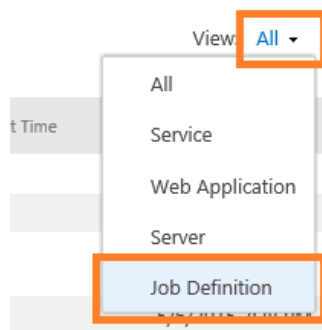 View: All
All
t Time
Service
Web Application
Server
Job Definition